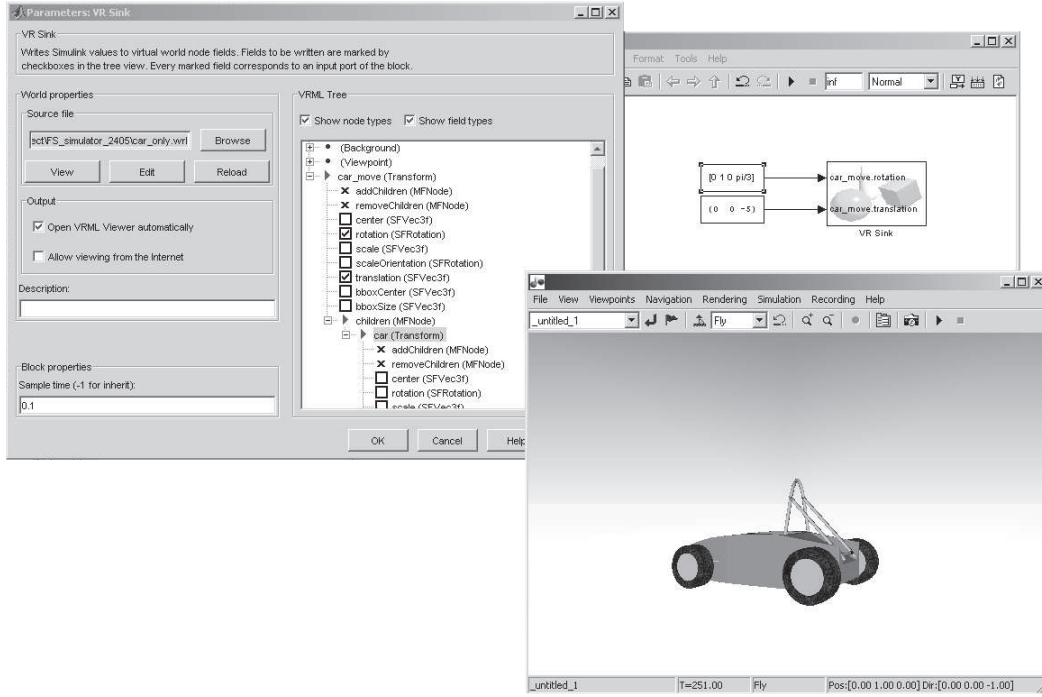 Parameters: VR Sink
VR Sink
Writes Simulink values to virtual world node fields. Fields to be written are marked by
checkboxes in the tree view. Every marked field corresponds to an input port of the block.
World properties
Source file
ect\FS_simulator_2405\car_only.wrl
Browse
View Edit Reload
Output
Open VRML Viewer automatically
Allow viewing from the Internet
Description:
Block properties
Sample time (-1 for inherit):
0.1
VRML Tree
Show node types Show field types
(Background)
(Viewpoint)
car_move (Transform)
addChildren (MFNode)
removeChildren (MFNode)
center (SFVec3f)
rotation (SFRotation)
scale (SFVec3f)
scaleOrientation (SFRotation)
translation (SFVec3f)
bboxCenter (SFVec3f)
bboxSize (SFVec3f)
children (MFNode)
car (Transform)
addChildren (MFNode)
removeChildren (MFNode)
center (SFVec3f)
rotation (SFRotation)
scale (SFVec3f)
OK Cancel Help
Format Tools Help
inf Normal
[0 1 0 pi/3]
car_move.rotation
(0 0 -5)
car_move.translation
VR Sink
File View Viewpoints Navigation Rendering Simulation Recording Help
_untitled_1 Fly
_untitled_1 T=251.00 Fly Pos:[0.00 1.00 0.00] Dir:[0.00 0.00 -1.00]